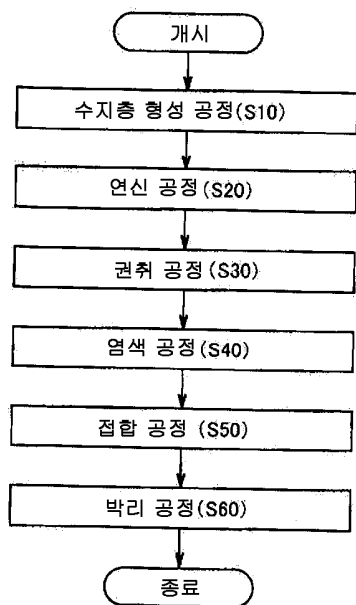 개시
수지층 형성 공정(S10)
연신 공정(S20)
권취 공정(S30)
염색 공정(S40)
접합 공정 (S50)
박리 공정(S60)
종료